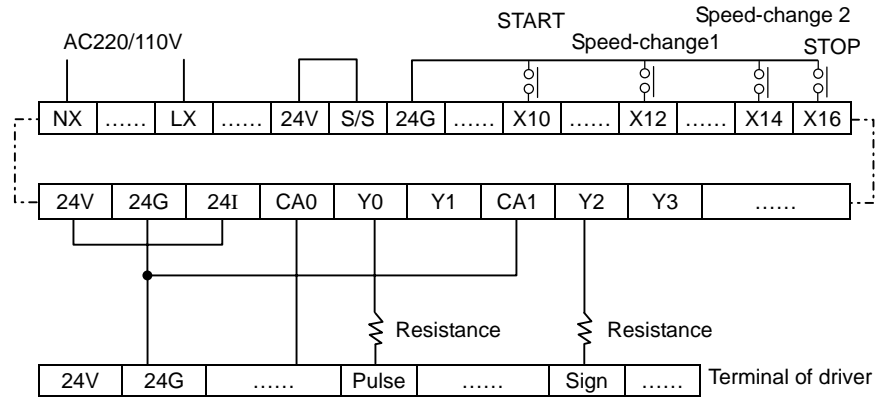 START
Speed-change 2
AC220/110V
Speed-change1
STOP
NX …… LX …… 24V S/S 24G …… X10 …… X12 …… X14 X16
24V 24G 24I CA0 Y0 Y1 CA1 Y2 Y3 ……
Resistance Resistance
24V 24G …… Pulse …… Sign …… Terminal of driver